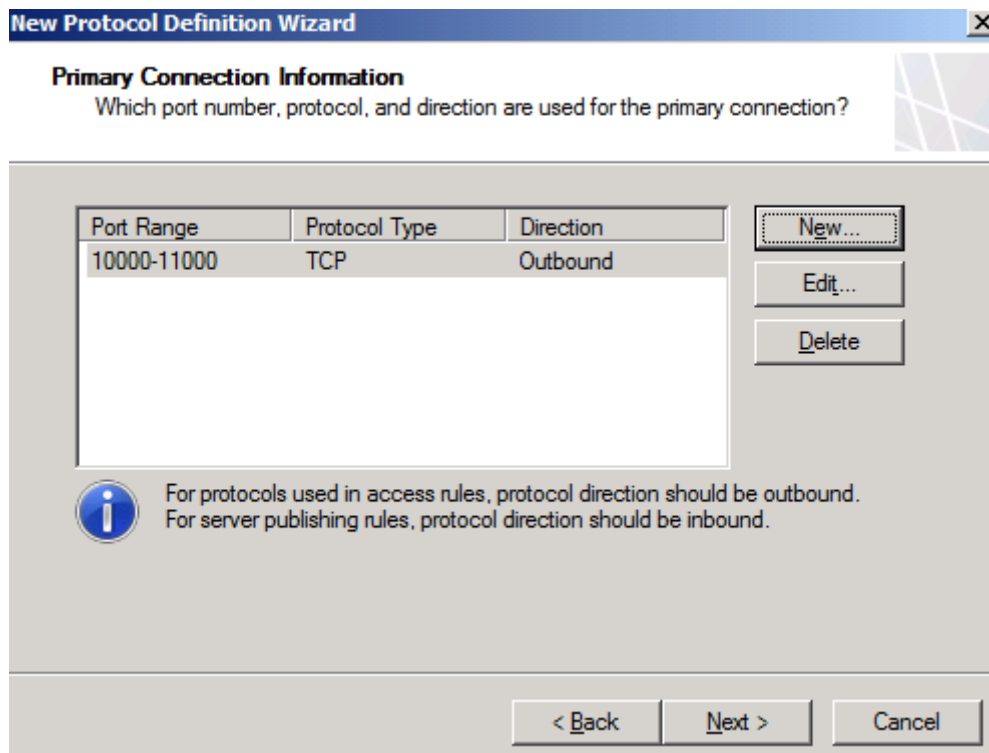 New Protocol Definition Wizard
Primary Connection Information
Which port number, protocol, and direction are used for the primary connection?
Port Range Protocol Type Direction
10000-11000 TCP Outbound
New...
Edit...
Delete
For protocols used in access rules, protocol direction should be outbound.
For server publishing rules, protocol direction should be inbound.
< Back Next > Cancel